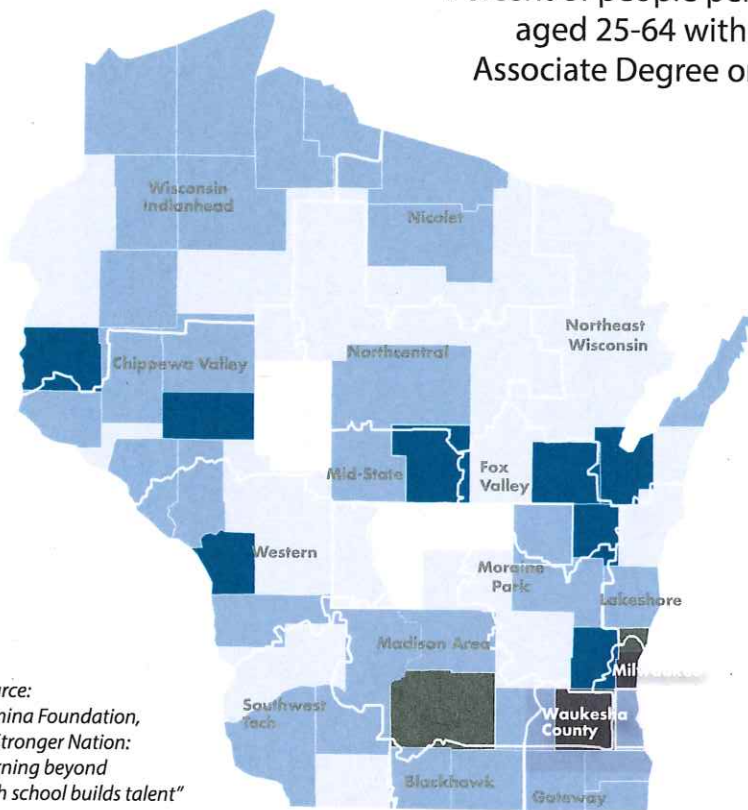 aged 25-64 with
Associate Degree or
Wisconsin
Indianhead
Nicolet
Northeast
Wisconsin
Chippewa Valley
Northcentral
Mid-State
Fox
Valley
Western
Moraine
Park
Lakeshore
Madison Area
Milwaukee
Southwest
Tech
Waukesha
County
Blackhawk
Gateway
Foundation,
Stronger Nation:
beyond
school builds talent"